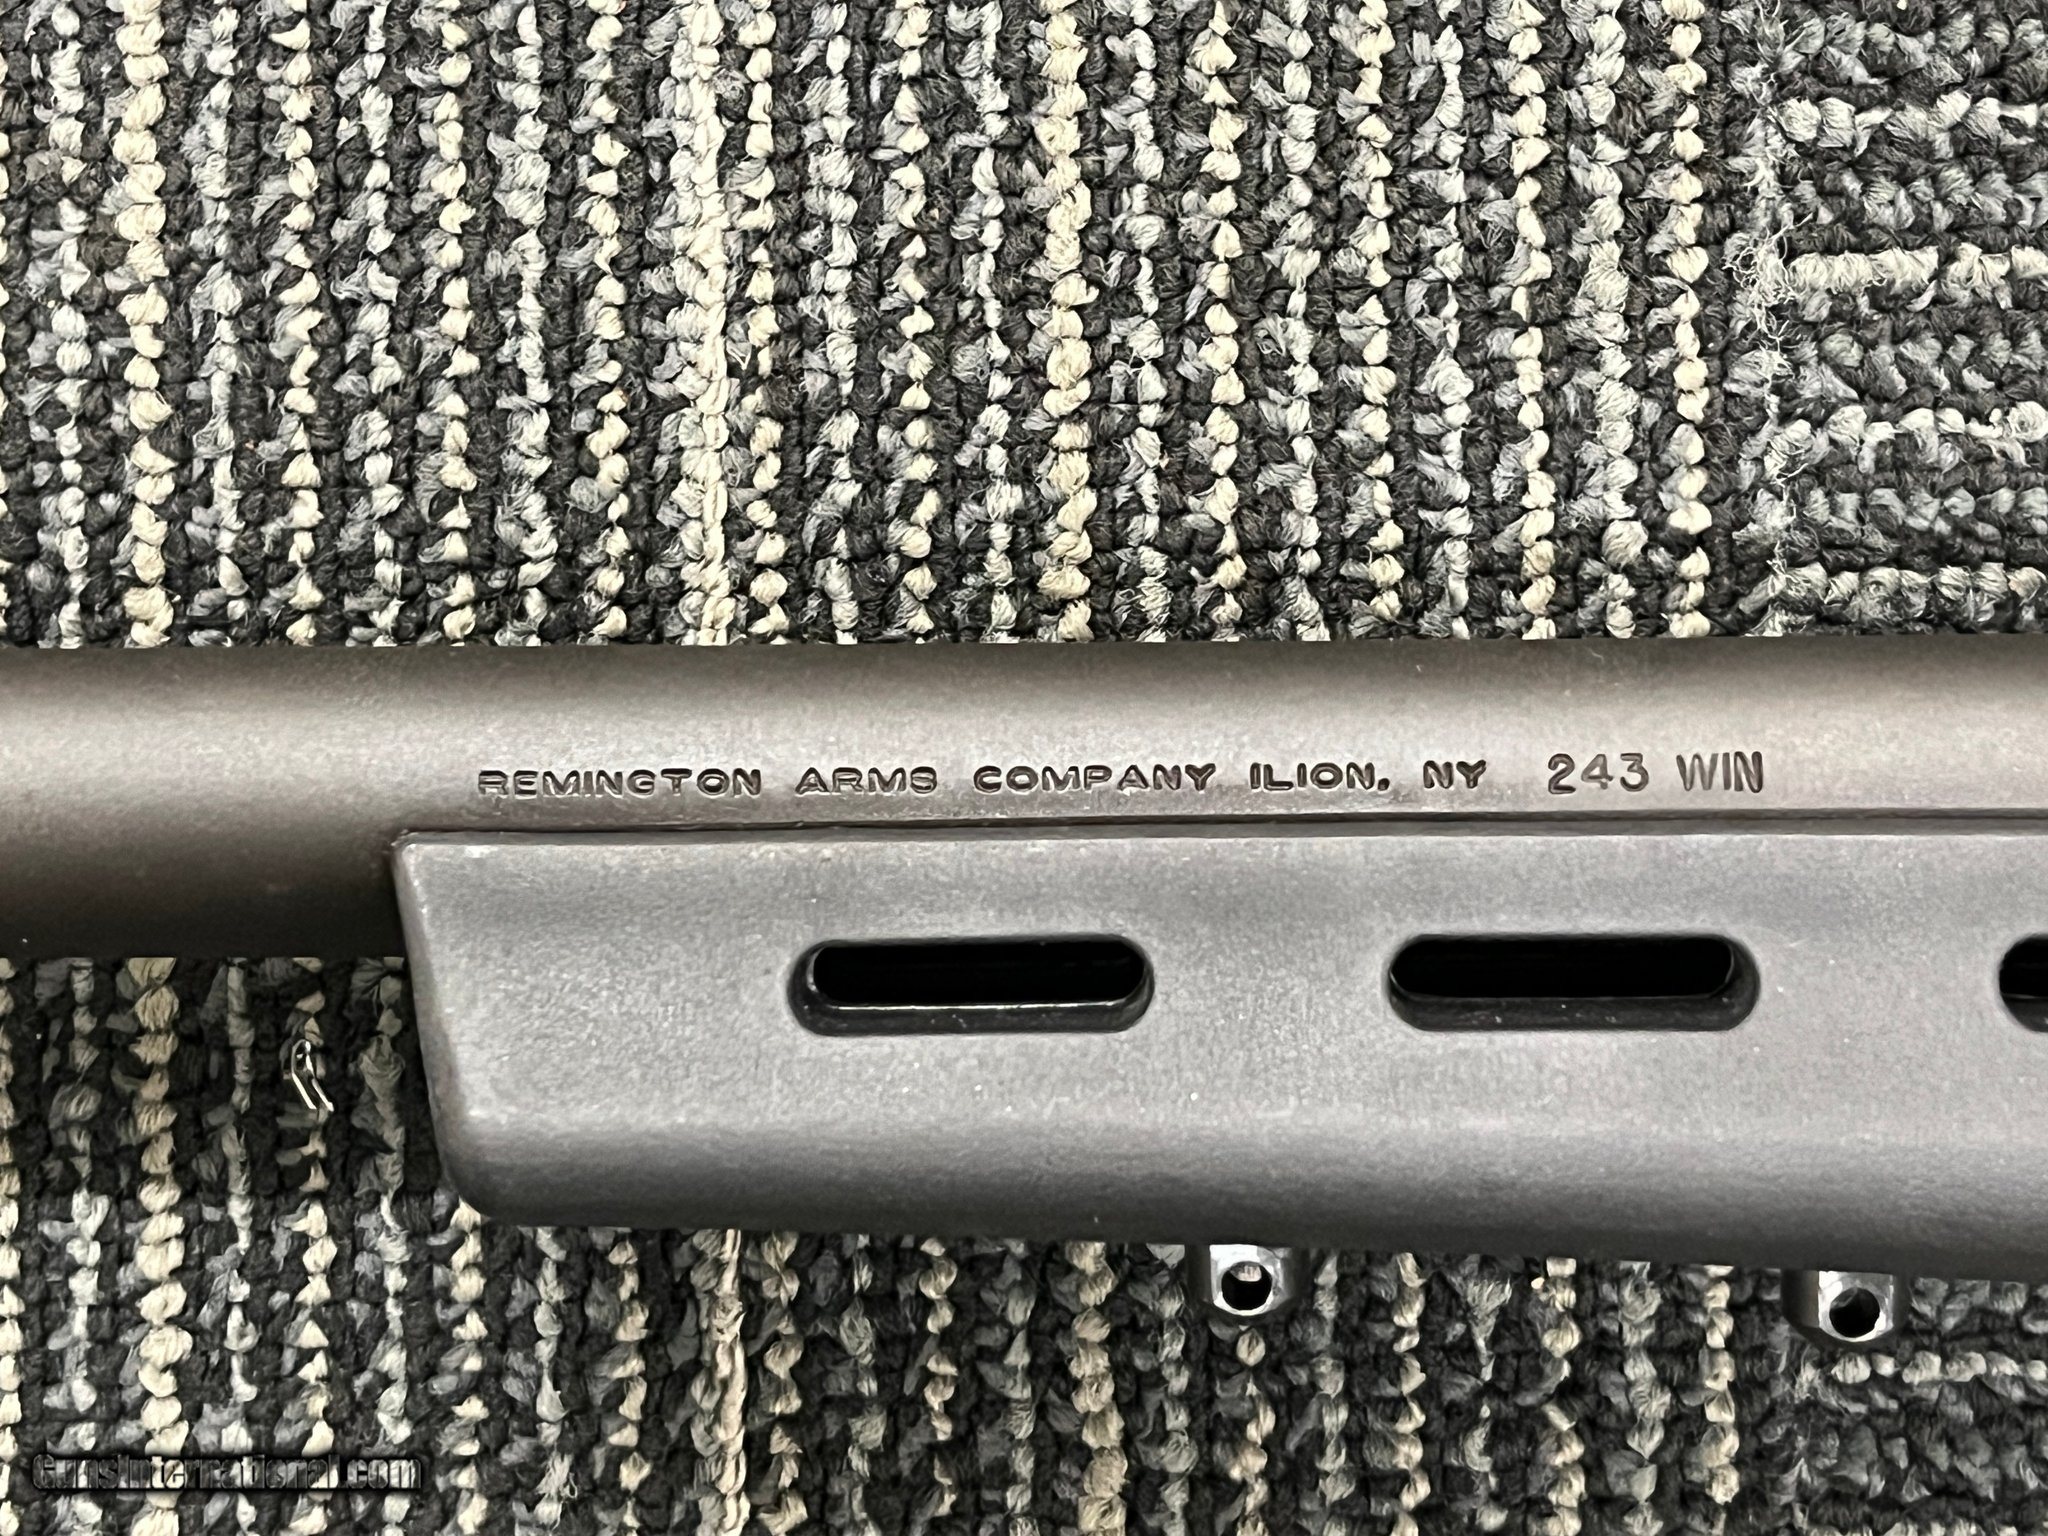 REMINGTON ARMS COMPANY ILION, NY 243 WIN
GunsInternational.com